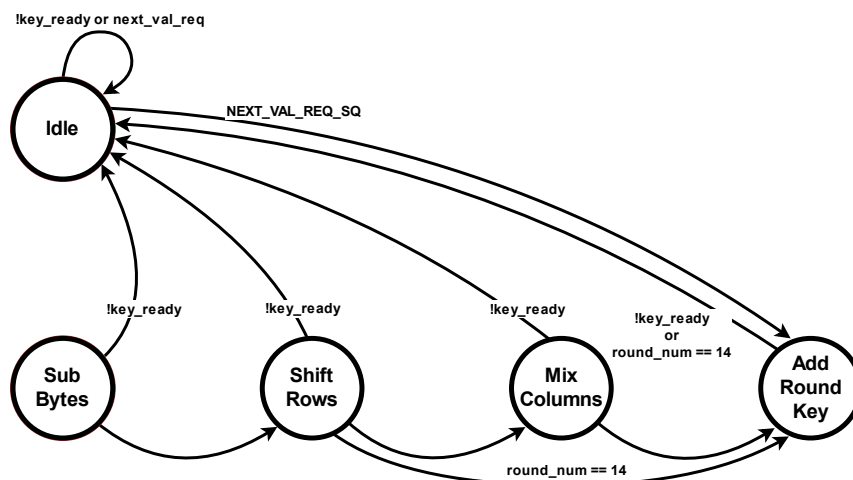 !key_ready or next_val_req
Idle
NEXT_VAL_REQ_SQ
!key_ready
!key_ready
!key_ready
!key_ready
or
round_num == 14
Sub
Bytes
Shift
Rows
Mix
Columns
Add
Round
Key
round_num == 14